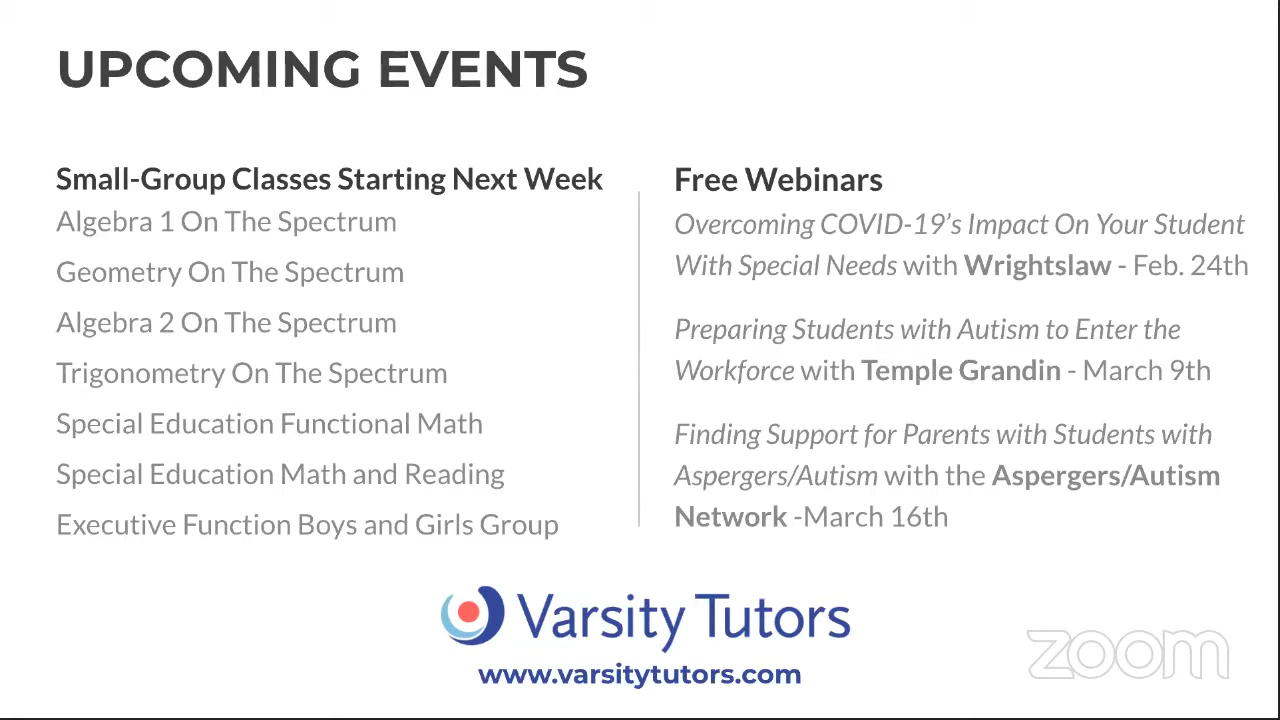 UPCOMING EVENTS
Small-Group Classes Starting Next Week
Algebra 1 On The Spectrum
Geometry On The Spectrum
Algebra 2 On The Spectrum
Trigonometry On The Spectrum
Special Education Functional Math
Special Education Math and Reading
Executive Function Boys and Girls Group
Free Webinars
Overcoming COVID-19’s Impact On Your Student
With Special Needs with Wrightslaw - Feb. 24th
Preparing Students with Autism to Enter the
Workforce with Temple Grandin - March 9th
Finding Support for Parents with Students with
Aspergers/Autism with the Aspergers/Autism
Network -March 16th
Varsity Tutors
www.varsitytutors.com
zoom